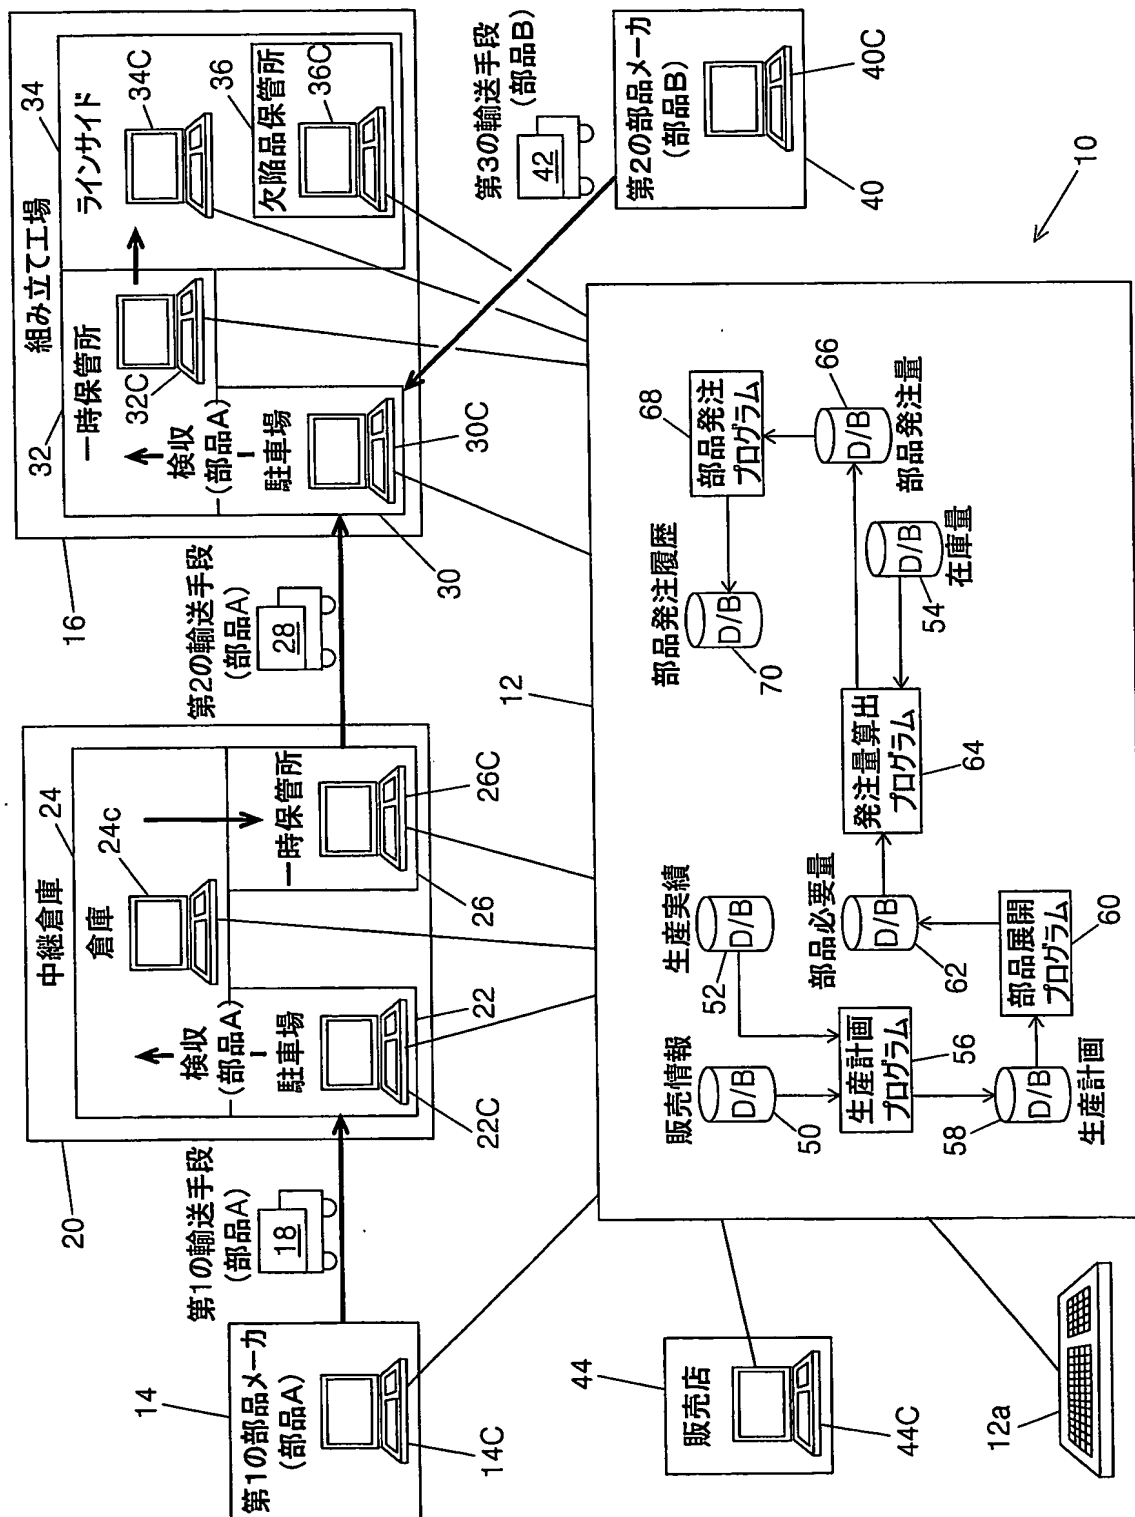 第1の部品メーカ
(部品A)
14
14C
第1の輸送手段
(部品A)
18
20
中継倉庫
倉庫
24
24c
検収
(部品A)
駐車場
22
22C
一時保管所
26C
26
第2の輸送手段
(部品A)
28
16
組み立て工場
32
一時保管所
32C
検収
(部品A)
駐車場
30C
30
ラインサイド
34
34C
欠陥品保管所
36
36C
第3の輸送手段
(部品B)
42
第2の部品メーカ
(部品B)
40C
40
10
12
販売店
44
44C
12a
販売情報
D/B
50
生産実績
D/B
52
生産計画
プログラム
56
D/B
58
生産計画
部品展開
プログラム
60
部品必要量
D/B
62
発注量算出
プログラム
64
D/B
54
在庫量
D/B
66
部品発注量
部品発注
プログラム
68
部品発注履歴
D/B
70